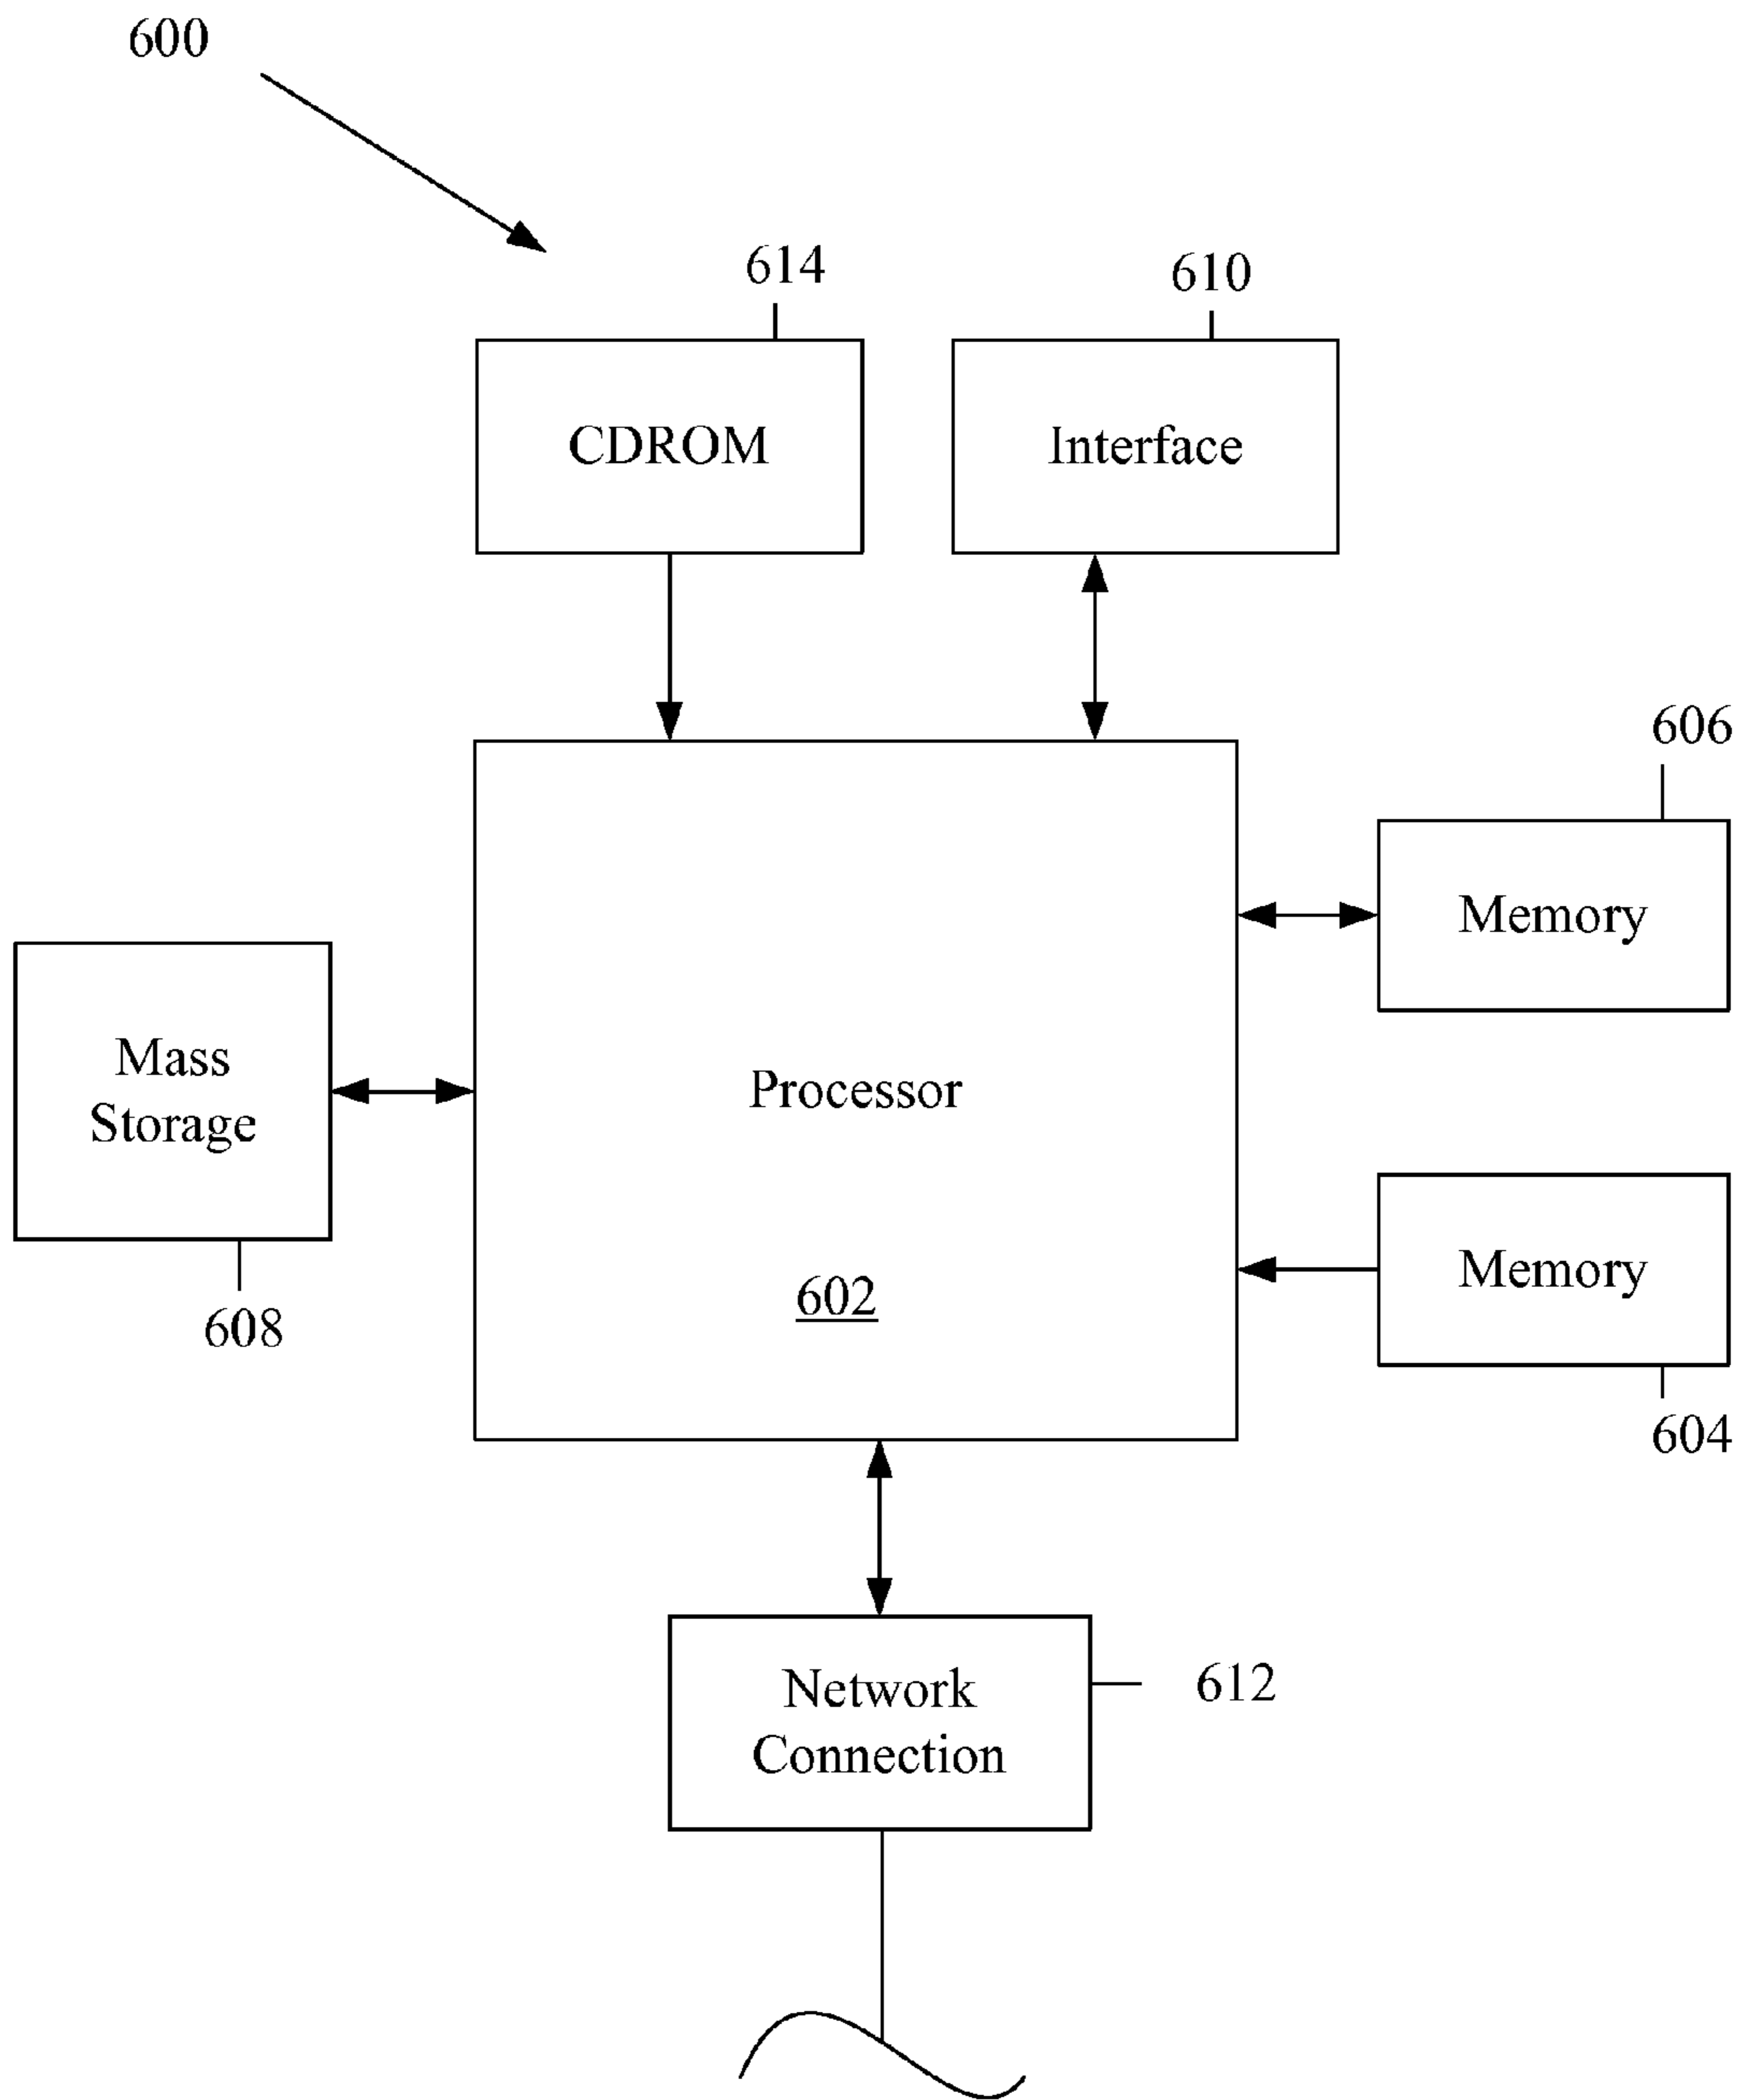 600
614
610
CDROM
Interface
606
Memory
Mass
Storage
608
Processor
602
Memory
604
Network
Connection
612